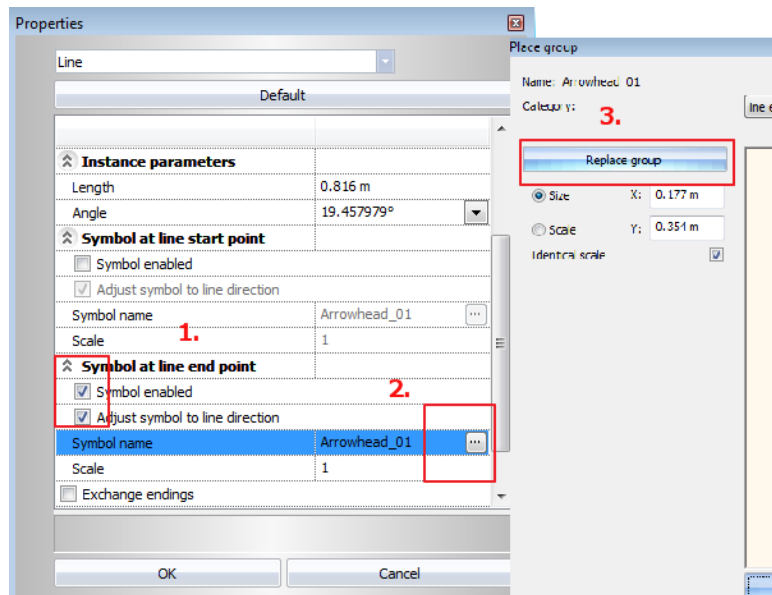 Properties
Line
Default
Instance parameters
Length 0.816 m
Angle 19.457979°
Symbol at line start point
Symbol enabled
Adjust symbol to line direction
Symbol name Arrowhead_01 ...
Scale 1
1.
Symbol at line end point
Symbol enabled
2.
Adjust symbol to line direction
Symbol name Arrowhead_01 ...
Scale 1
Exchange endings
OK Cancel
Place group
Name: Arrowhead_01
Category:
3.
Replace group
Size X: 0.177 m
Scale Y: 0.354 m
Identical scale